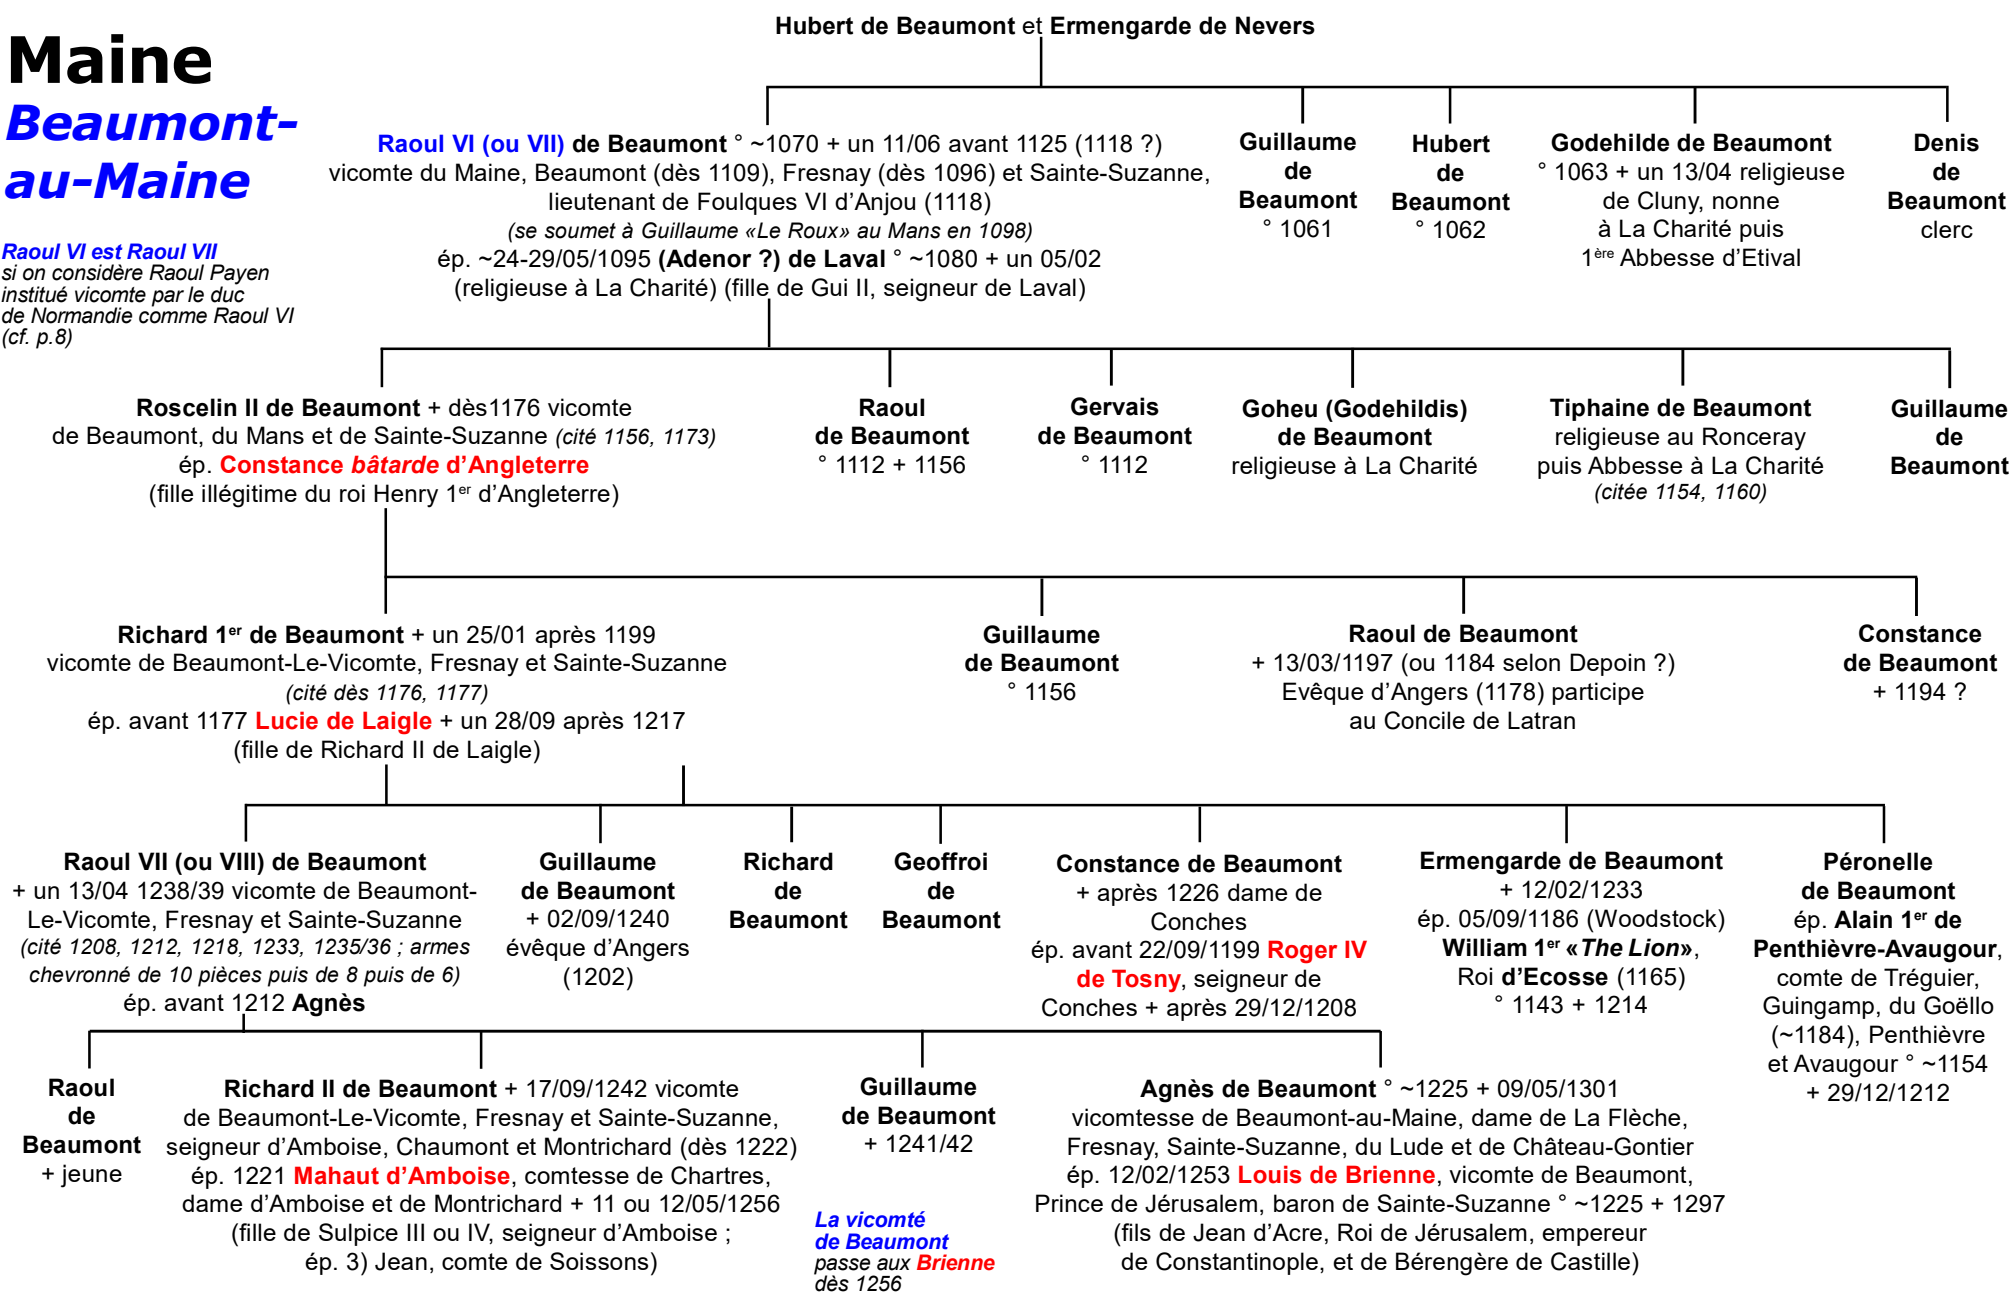 Maine
Beaumont-
au-Maine
Raoul VI est Raoul VII
si on considère Raoul Payen
institué vicomte par le duc
de Normandie comme Raoul VI
(cf. p.8)
Hubert de Beaumont et Ermengarde de Nevers
Raoul VI (ou VII) de Beaumont ° ~1070 + un 11/06 avant 1125 (1118 ?)
vicomte du Maine, Beaumont (dès 1109), Fresnay (dès 1096) et Sainte-Suzanne,
lieutenant de Foulques VI d’Anjou (1118)
(se soumet à Guillaume «Le Roux» au Mans en 1098)
ép. ~24-29/05/1095 (Adenor ?) de Laval ° ~1080 + un 05/02
(religieuse à La Charité) (fille de Gui II, seigneur de Laval)
Guillaume
de
Beaumont
° 1061
Hubert
de
Beaumont
° 1062
Godehilde de Beaumont
° 1063 + un 13/04 religieuse
de Cluny, nonne
à La Charité puis
1ère Abbesse d’Etival
Denis
de
Beaumont
clerc
Roscelin II de Beaumont + dès1176 vicomte
de Beaumont, du Mans et de Sainte-Suzanne (cité 1156, 1173)
ép. Constance bâtarde d’Angleterre
(fille illégitime du roi Henry 1er d’Angleterre)
Raoul
de Beaumont
° 1112 + 1156
Gervais
de Beaumont
° 1112
Goheu (Godehildis)
de Beaumont
religieuse à La Charité
Tiphaine de Beaumont
religieuse au Ronceray
puis Abbesse à La Charité
(citée 1154, 1160)
Guillaume
de
Beaumont
Richard 1er de Beaumont + un 25/01 après 1199
vicomte de Beaumont-Le-Vicomte, Fresnay et Sainte-Suzanne
(cité dès 1176, 1177)
ép. avant 1177 Lucie de Laigle + un 28/09 après 1217
(fille de Richard II de Laigle)
Guillaume
de Beaumont
° 1156
Raoul de Beaumont
+ 13/03/1197 (ou 1184 selon Depoin ?)
Evêque d’Angers (1178) participe
au Concile de Latran
Constance
de Beaumont
+ 1194 ?
Raoul VII (ou VIII) de Beaumont
+ un 13/04 1238/39 vicomte de Beaumont-
Le-Vicomte, Fresnay et Sainte-Suzanne
(cité 1208, 1212, 1218, 1233, 1235/36 ; armes
chevronné de 10 pièces puis de 8 puis de 6)
ép. avant 1212 Agnès
Guillaume
de Beaumont
+ 02/09/1240
évêque d’Angers
(1202)
Richard
de
Beaumont
Geoffroi
de
Beaumont
Constance de Beaumont
+ après 1226 dame de
Conches
ép. avant 22/09/1199 Roger IV
de Tosny, seigneur de
Conches + après 29/12/1208
Ermengarde de Beaumont
+ 12/02/1233
ép. 05/09/1186 (Woodstock)
William 1er «The Lion»,
Roi d’Ecosse (1165)
° 1143 + 1214
Péronelle
de Beaumont
ép. Alain 1er de
Penthièvre-Avaugour,
comte de Tréguier,
Guingamp, du Goëllo
(~1184), Penthièvre
et Avaugour ° ~1154
+ 29/12/1212
Raoul
de
Beaumont
+ jeune
Richard II de Beaumont + 17/09/1242 vicomte
de Beaumont-Le-Vicomte, Fresnay et Sainte-Suzanne,
seigneur d’Amboise, Chaumont et Montrichard (dès 1222)
ép. 1221 Mahaut d’Amboise, comtesse de Chartres,
dame d’Amboise et de Montrichard + 11 ou 12/05/1256
(fille de Sulpice III ou IV, seigneur d’Amboise ;
ép. 3) Jean, comte de Soissons)
Guillaume
de Beaumont
+ 1241/42
La vicomté
de Beaumont
passe aux Brienne
dès 1256
Agnès de Beaumont ° ~1225 + 09/05/1301
vicomtesse de Beaumont-au-Maine, dame de La Flèche,
Fresnay, Sainte-Suzanne, du Lude et de Château-Gontier
ép. 12/02/1253 Louis de Brienne, vicomte de Beaumont,
Prince de Jérusalem, baron de Sainte-Suzanne ° ~1225 + 1297
(fils de Jean d’Acre, Roi de Jérusalem, empereur
de Constantinople, et de Bérengère de Castille)